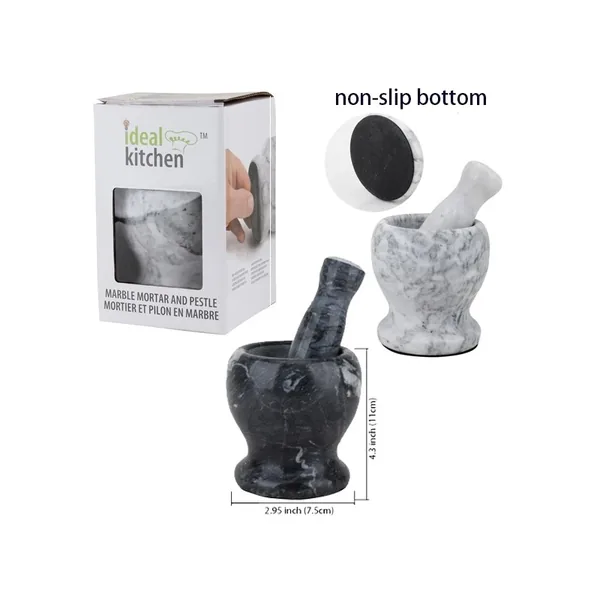 non-slip bottom
ideal
kitchen ™
MARBLE MORTAR AND PESTLE
MORTIER ET PILON EN MARBRE
4.3 inch (11cm)
2.95 inch (7.5cm)